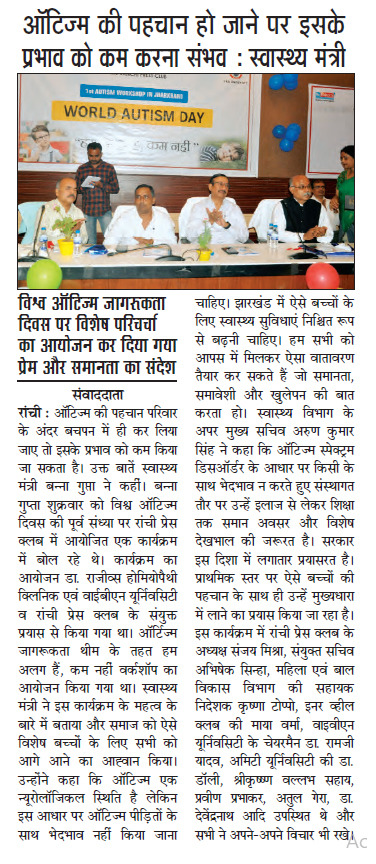 ऑटिज्म की पहचान हो जाने पर इसके
प्रभाव को कम करना संभव : स्वास्थ्य मंत्री
1st AUTISM WORKSHOP IN JHARKHAND
WORLD AUTISM DAY
कम नहीं"
विश्व ऑटिज्म जागरुकता
दिवस पर विशेष परिचर्चा
का आयोजन कर दिया गया
प्रेम और समानता का संदेश
संवाददाता
रांची : ऑटिज्म की पहचान परिवार
के अंदर बचपन में ही कर लिया
जाए तो इसके प्रभाव को कम किया
जा सकता है। उक्त बातें स्वास्थ्य
मंत्री बन्ना गुप्ता ने कहीं। बन्ना
गुप्ता शुक्रवार को विश्व ऑटिज्म
दिवस की पूर्व संध्या पर रांची प्रेस
क्लब में आयोजित एक कार्यक्रम
में बोल रहे थे। कार्यक्रम का
आयोजन डा. राजीव्स होमियोपैथी
क्लिनिक एवं वाईबीएन यूर्निवसिटी
व रांची प्रेस क्लब के संयुक्त
प्रयास से किया गया था। ऑटिर्ज्म
जागरूकता थीम के तहत हम
अलग हैं, कम नहीं वर्कशॉप का
आयोजन किया गया था। स्वास्थ्य
मंत्री ने इस कार्यक्रम के महत्व के
बारे में बताया और समाज को ऐसे
विशेष बच्चों के लिए सभी को
आगे आने का आह्वान किया।
उन्होंने कहा कि ऑटिज्म एक
न्यूरोलॉजिकल स्थिति है लेकिन
इस आधार पर ऑटिज्म पीड़ितों के
साथ भेदभाव नहीं किया जाना
चाहिए। झारखंड में ऐसे बच्चों के
लिए स्वास्थ्य सुविधाएं निश्चित रूप
से बढ़नी चाहिए। हम सभी को
आपस में मिलकर ऐसा वातावरण
तैयार कर सकते हैं जो समानता,
समावेशी और खुलेपन की बात
करता हो। स्वास्थ्य विभाग के
अपर मुख्य सचिव अरुण कुमार
सिंह ने कहा कि ऑटिज्म स्पेक्ट्रम
डिसऑर्डर के आधार पर किसी के
साथ भेदभाव न करते हुए संस्थागत
तौर पर उन्हें इलाज से लेकर शिक्षा
तक समान अवसर और विशेष
देखभाल की जरूरत है। सरकार
इस दिशा में लगातार प्रयासरत है।
प्राथमिक स्तर पर ऐसे बच्चों की
पहचान के साथ ही उन्हें मुख्यधारा
में लाने का प्रयास किया जा रहा है।
इस कार्यक्रम में रांची प्रेस क्लब के
अध्यक्ष संजय मिश्रा, संयुक्त सचिव
अभिषेक सिन्हा, महिला एवं बाल
विकास विभाग की सहायक
निदेशक कृष्णा टोप्पो, इनर व्हील
क्लब की माया वर्मा, वाइवीएन
यूर्निवसिटी के चेयरमैन डा. रामजी
यादव, अमिटी यूर्निवसिटी की डा.
डॉली, श्रीकृष्ण वल्लभ सहाय,
प्रवीण प्रभाकर, अतुल गेरा, डा.
देवेंद्रनाथ आदि उपस्थित थे और
सभी ने अपने-अपने विचार भी रखे।